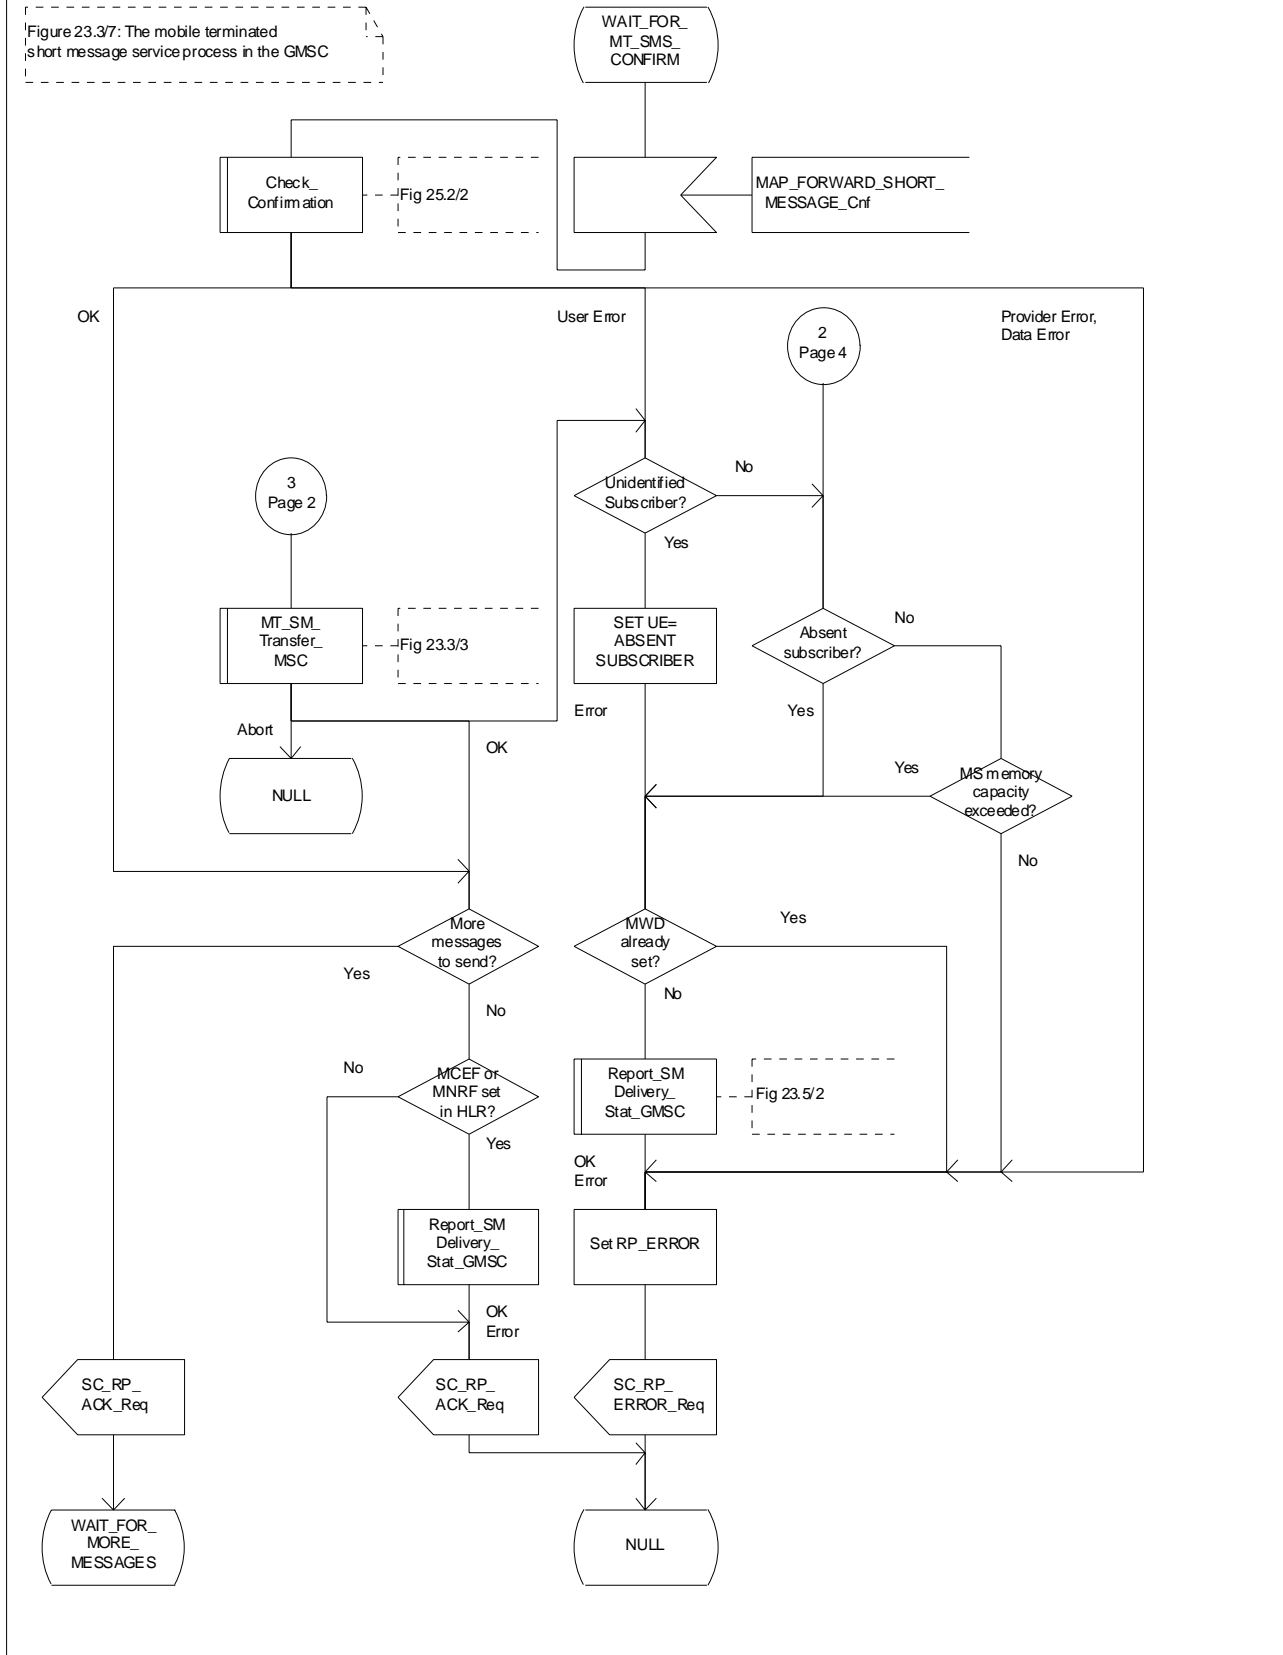 Figure 23.3/7: The mobile terminated
short message service process in the GMSC
WAIT_FOR_
MT_SMS_
CONFIRM
Check_
Confirmation
Fig 25.2/2
MAP_FORWARD_SHORT_
MESSAGE_Cnf
OK
User Error
Provider Error,
Data Error
2
Page 4
No
3
Page 2
Unidentified
Subscriber?
Yes
MT_SM_
Transfer_
MSC
Fig 23.3/3
SET UE=
ABSENT
SUBSCRIBER
Absent
subscriber?
No
Abort
OK
Error
Yes
NULL
Yes
MS memory
capacity
exceeded?
No
More
messages
to send?
MWD
already
set?
Yes
Yes
No
No
No
MCEF or
MNRF set
in HLR?
Yes
Report_SM
Delivery_
Stat_GMSC
Fig 23.5/2
OK
Error
Report_SM
Delivery_
Stat_GMSC
Set RP_ERROR
OK
Error
SC_RP_
ACK_Req
SC_RP_
ACK_Req
SC_RP_
ERROR_Req
WAIT_FOR_
MORE_
MESSAGES
NULL